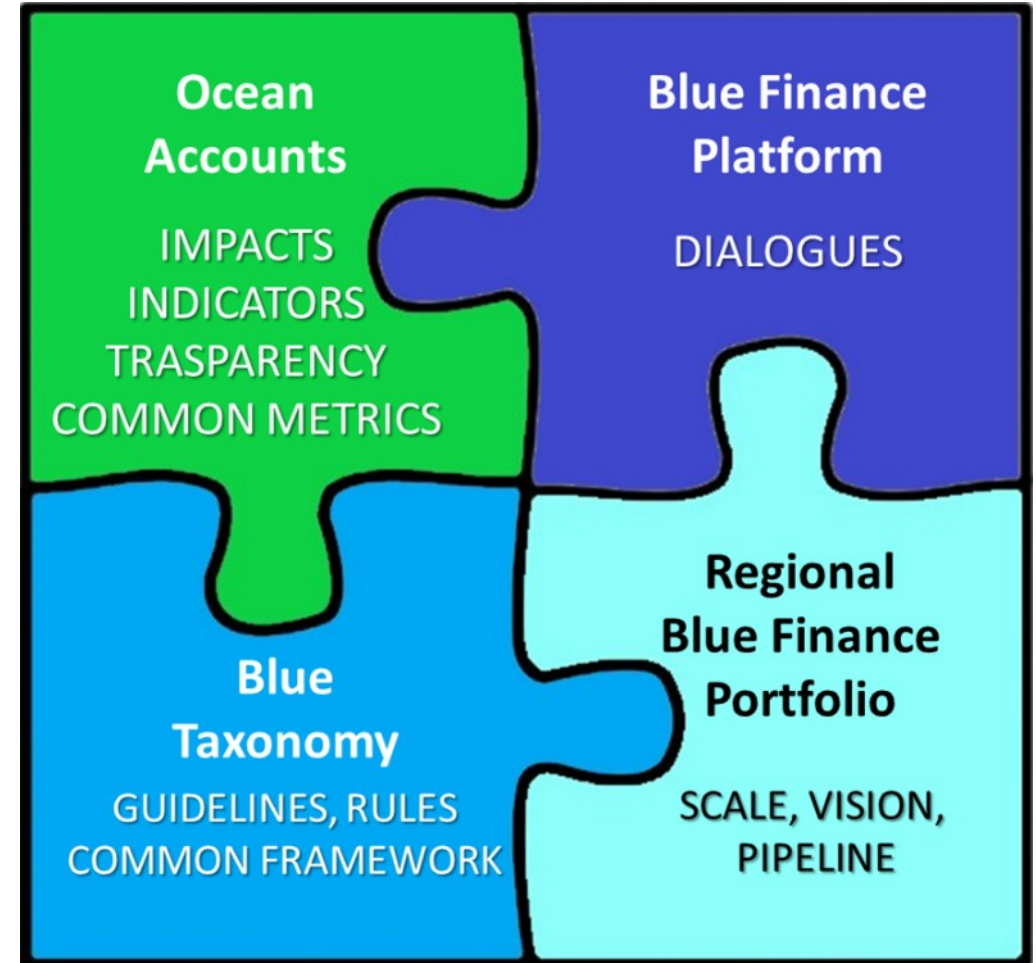 Ocean
Accounts
IMPACTS
INDICATORS
TRASPARENCY
COMMON METRICS
Blue Finance
Platform
DIALOGUES
Blue
Taxonomy
GUIDELINES, RULES
COMMON FRAMEWORK
Regional
Blue Finance
Portfolio
SCALE, VISION,
PIPELINE